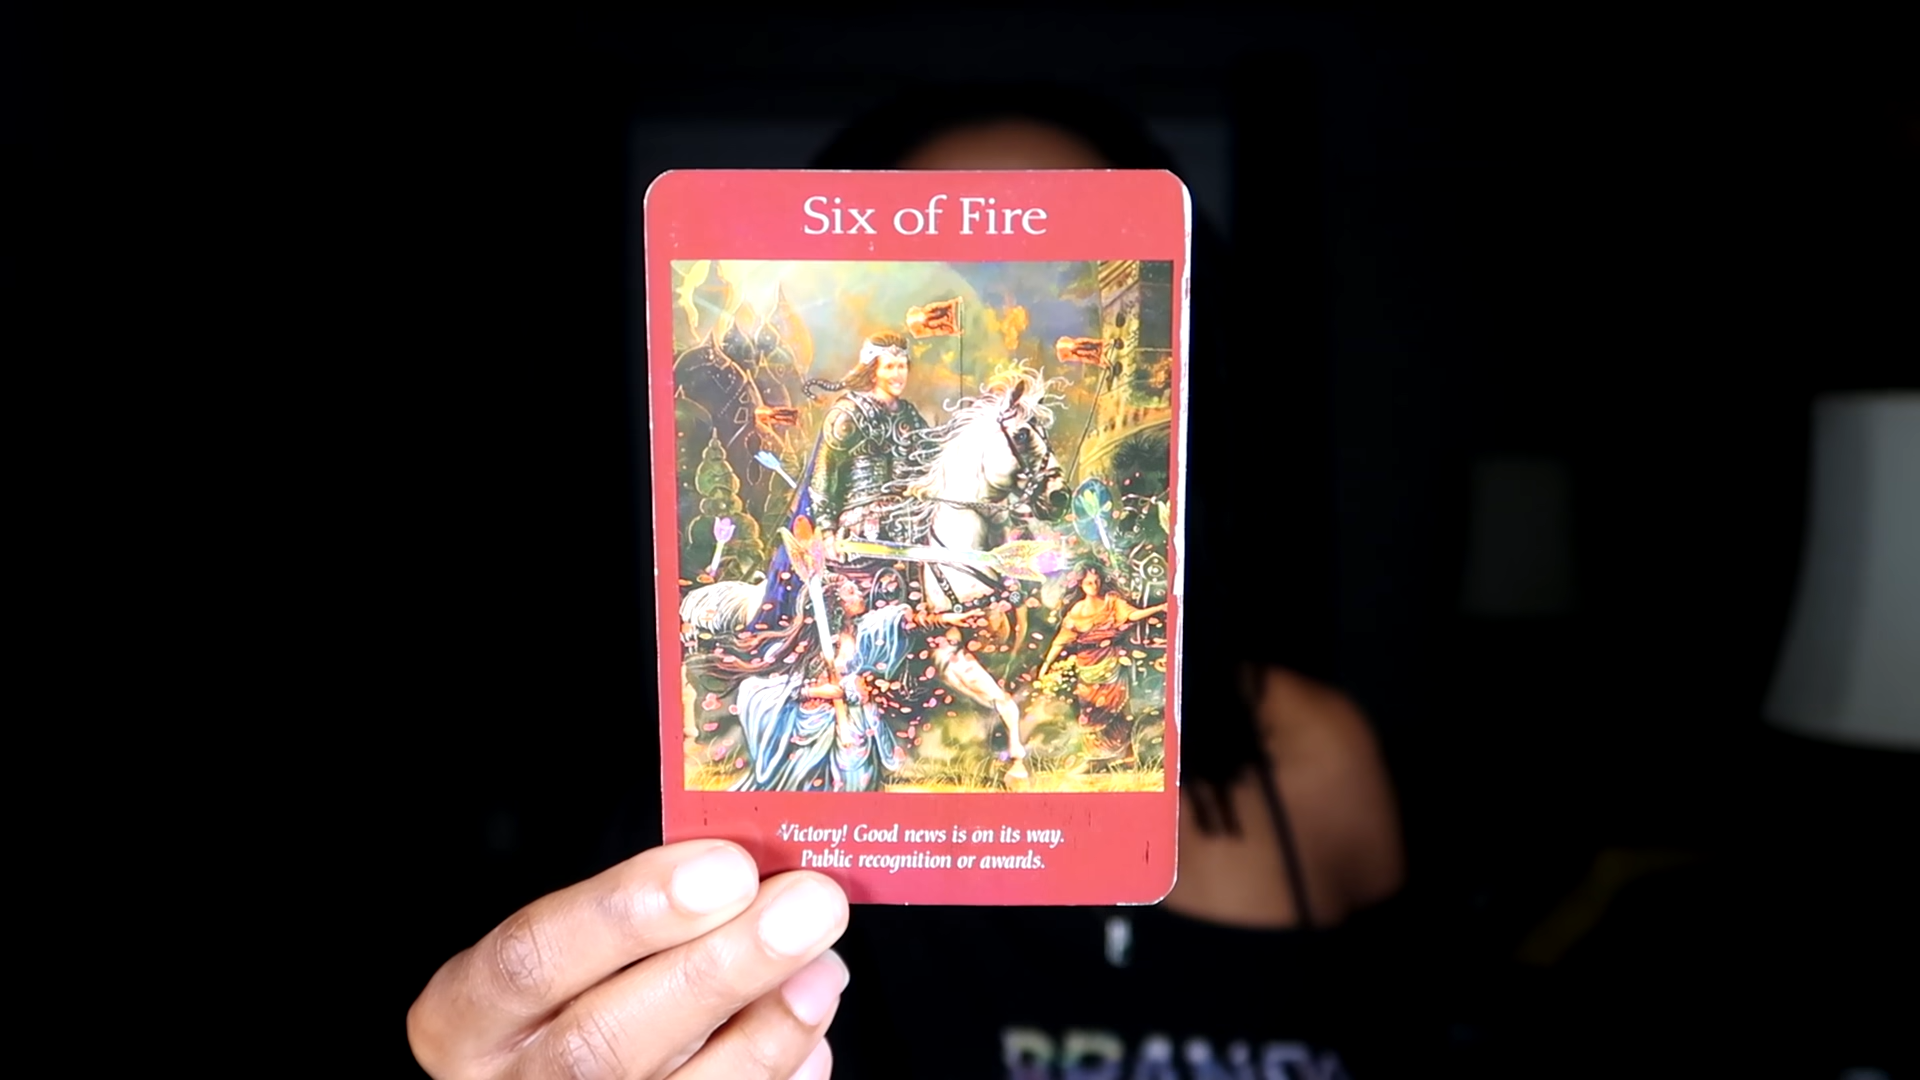 Six of Fire
Victory! Good news is on its way.
Public recognition or awards.